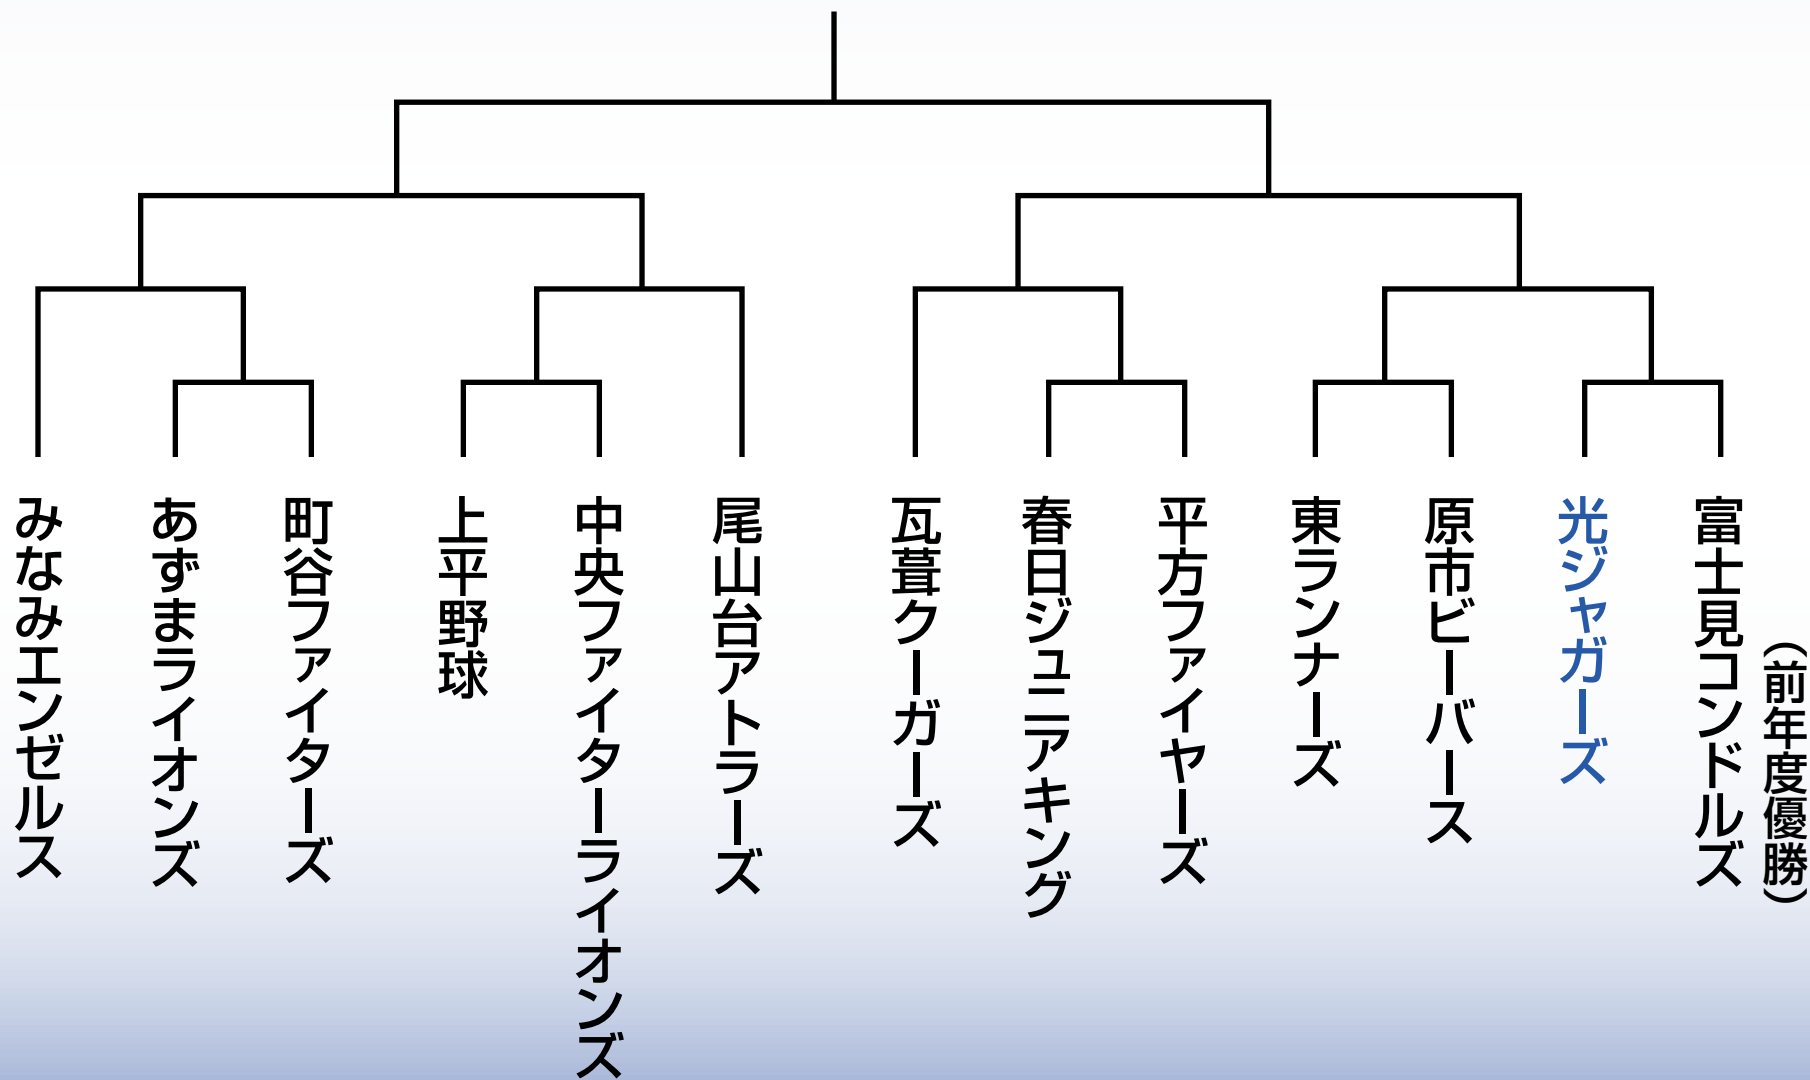 みなみエンゼルス
あずまライオンズ
町谷ファイターズ
上平野球
中央ファイターライオンズ
尾山台アトラーズ
瓦葺クーガーズ
春日ジュニアキング
平方ファイヤーズ
東ランナーズ
原市ビーバース
光ジャガーズ
富士見コンドルズ
（前年度優勝）